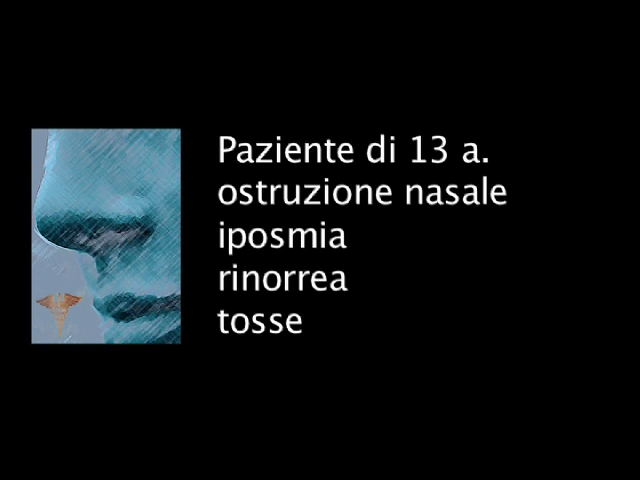 Paziente di 13 a.
ostruzione nasale
iposmia
rinorrea
tosse